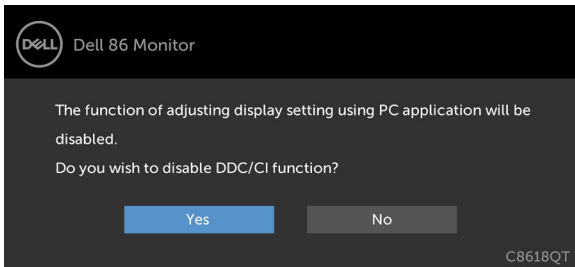 DELL Dell 86 Monitor
The function of adjusting display setting using PC application will be
disabled.
Do you wish to disable DDC/CI function?
Yes No
C8618QT